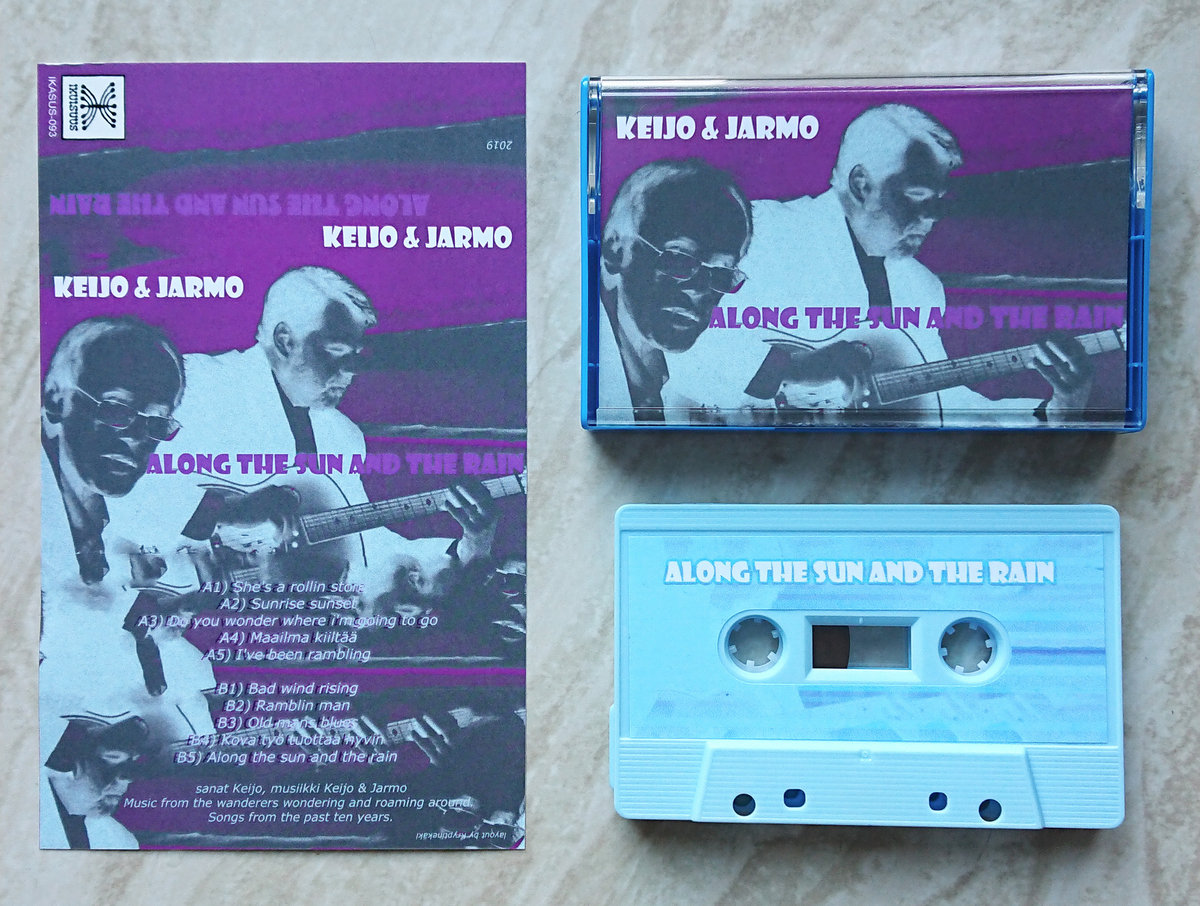 IKUISUUS
IKASUS-093
2019
ALONG THE SUN AND THE RAIN
KEIJO & JARMO
KEIJO & JARMO
ALONG THE SUN AND THE RAIN
A1) She's a rollin stone
A2) Sunrise sunset
A3) Do you wonder where i'm going to go
A4) Maailma kiiltää
A5) I've been rambling
B1) Bad wind rising
B2) Ramblin man
B3) Old mans blues
B4) Kova työ tuottaa hyvin
B5) Along the sun and the rain
sanat Keijo, musiikki Keijo & Jarmo
Music from the wanderers wondering and roaming around.
Songs from the past ten years.
layout by Kryptinekäki
KEIJO & JARMO
ALONG THE SUN AND THE RAIN
ALONG THE SUN AND THE RAIN